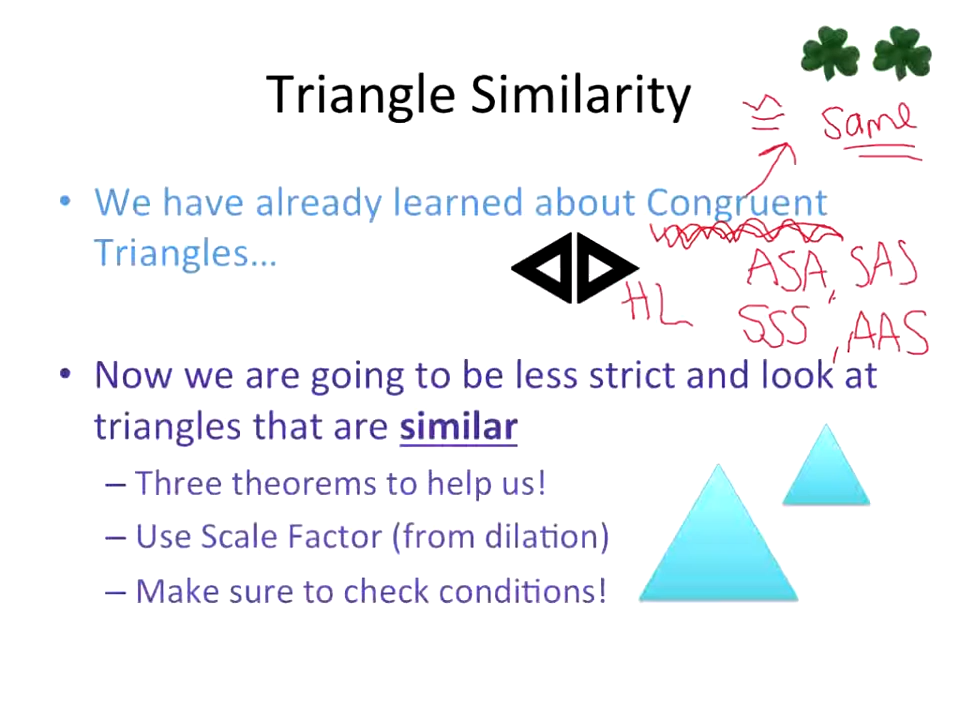 Triangle Similarity
≅ same
• We have already learned about Congruent
Triangles...
ASA, SAS
HL SSS, AAS
• Now we are going to be less strict and look at
triangles that are similar
– Three theorems to help us!
– Use Scale Factor (from dilation)
– Make sure to check conditions!